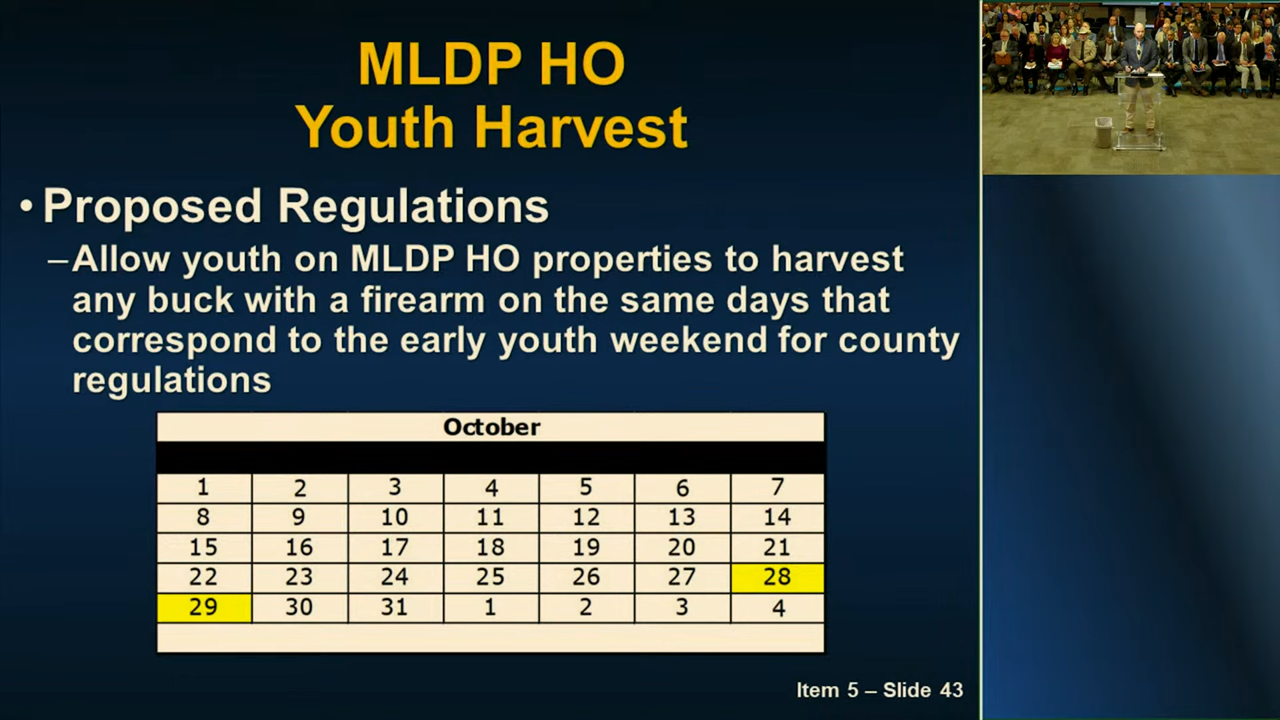 MLDP HO
Youth Harvest
• Proposed Regulations
–Allow youth on MLDP HO properties to harvest
any buck with a firearm on the same days that
correspond to the early youth weekend for county
regulations
October
1 2 3 4 5 6 7
8 9 10 11 12 13 14
15 16 17 18 19 20 21
22 23 24 25 26 27 28
29 30 31 1 2 3 4
Item 5 – Slide 43